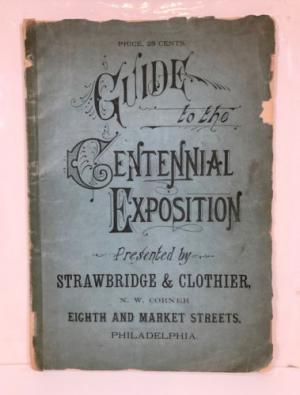 PRICE, 25 CENTS.
GUIDE
to the
CENTENNIAL
EXPOSITION
Presented by
STRAWBRIDGE & CLOTHIER,
N. W. CORNER
EIGHTH AND MARKET STREETS,
PHILADELPHIA.